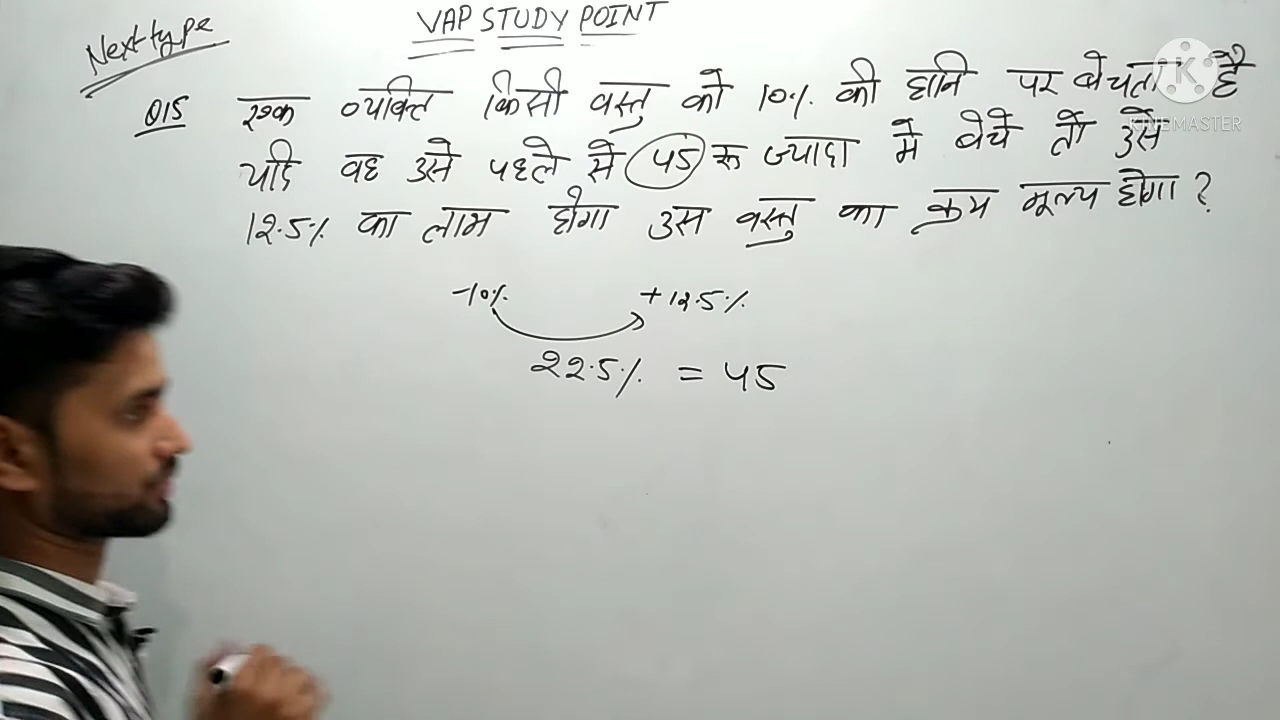 VAP STUDY POINT
Next type
Q15 एक व्यक्ति किसी वस्तु को 10% की हानि पर बेचता है
यदि वह उसे पहले से 45 रू ज्यादा में बेचे तो उसे
12.5% का लाभ होगा उस वस्तु का क्रय मूल्य होगा ?
-10% +12.5%
22.5% = 45
K
KINEMASTER